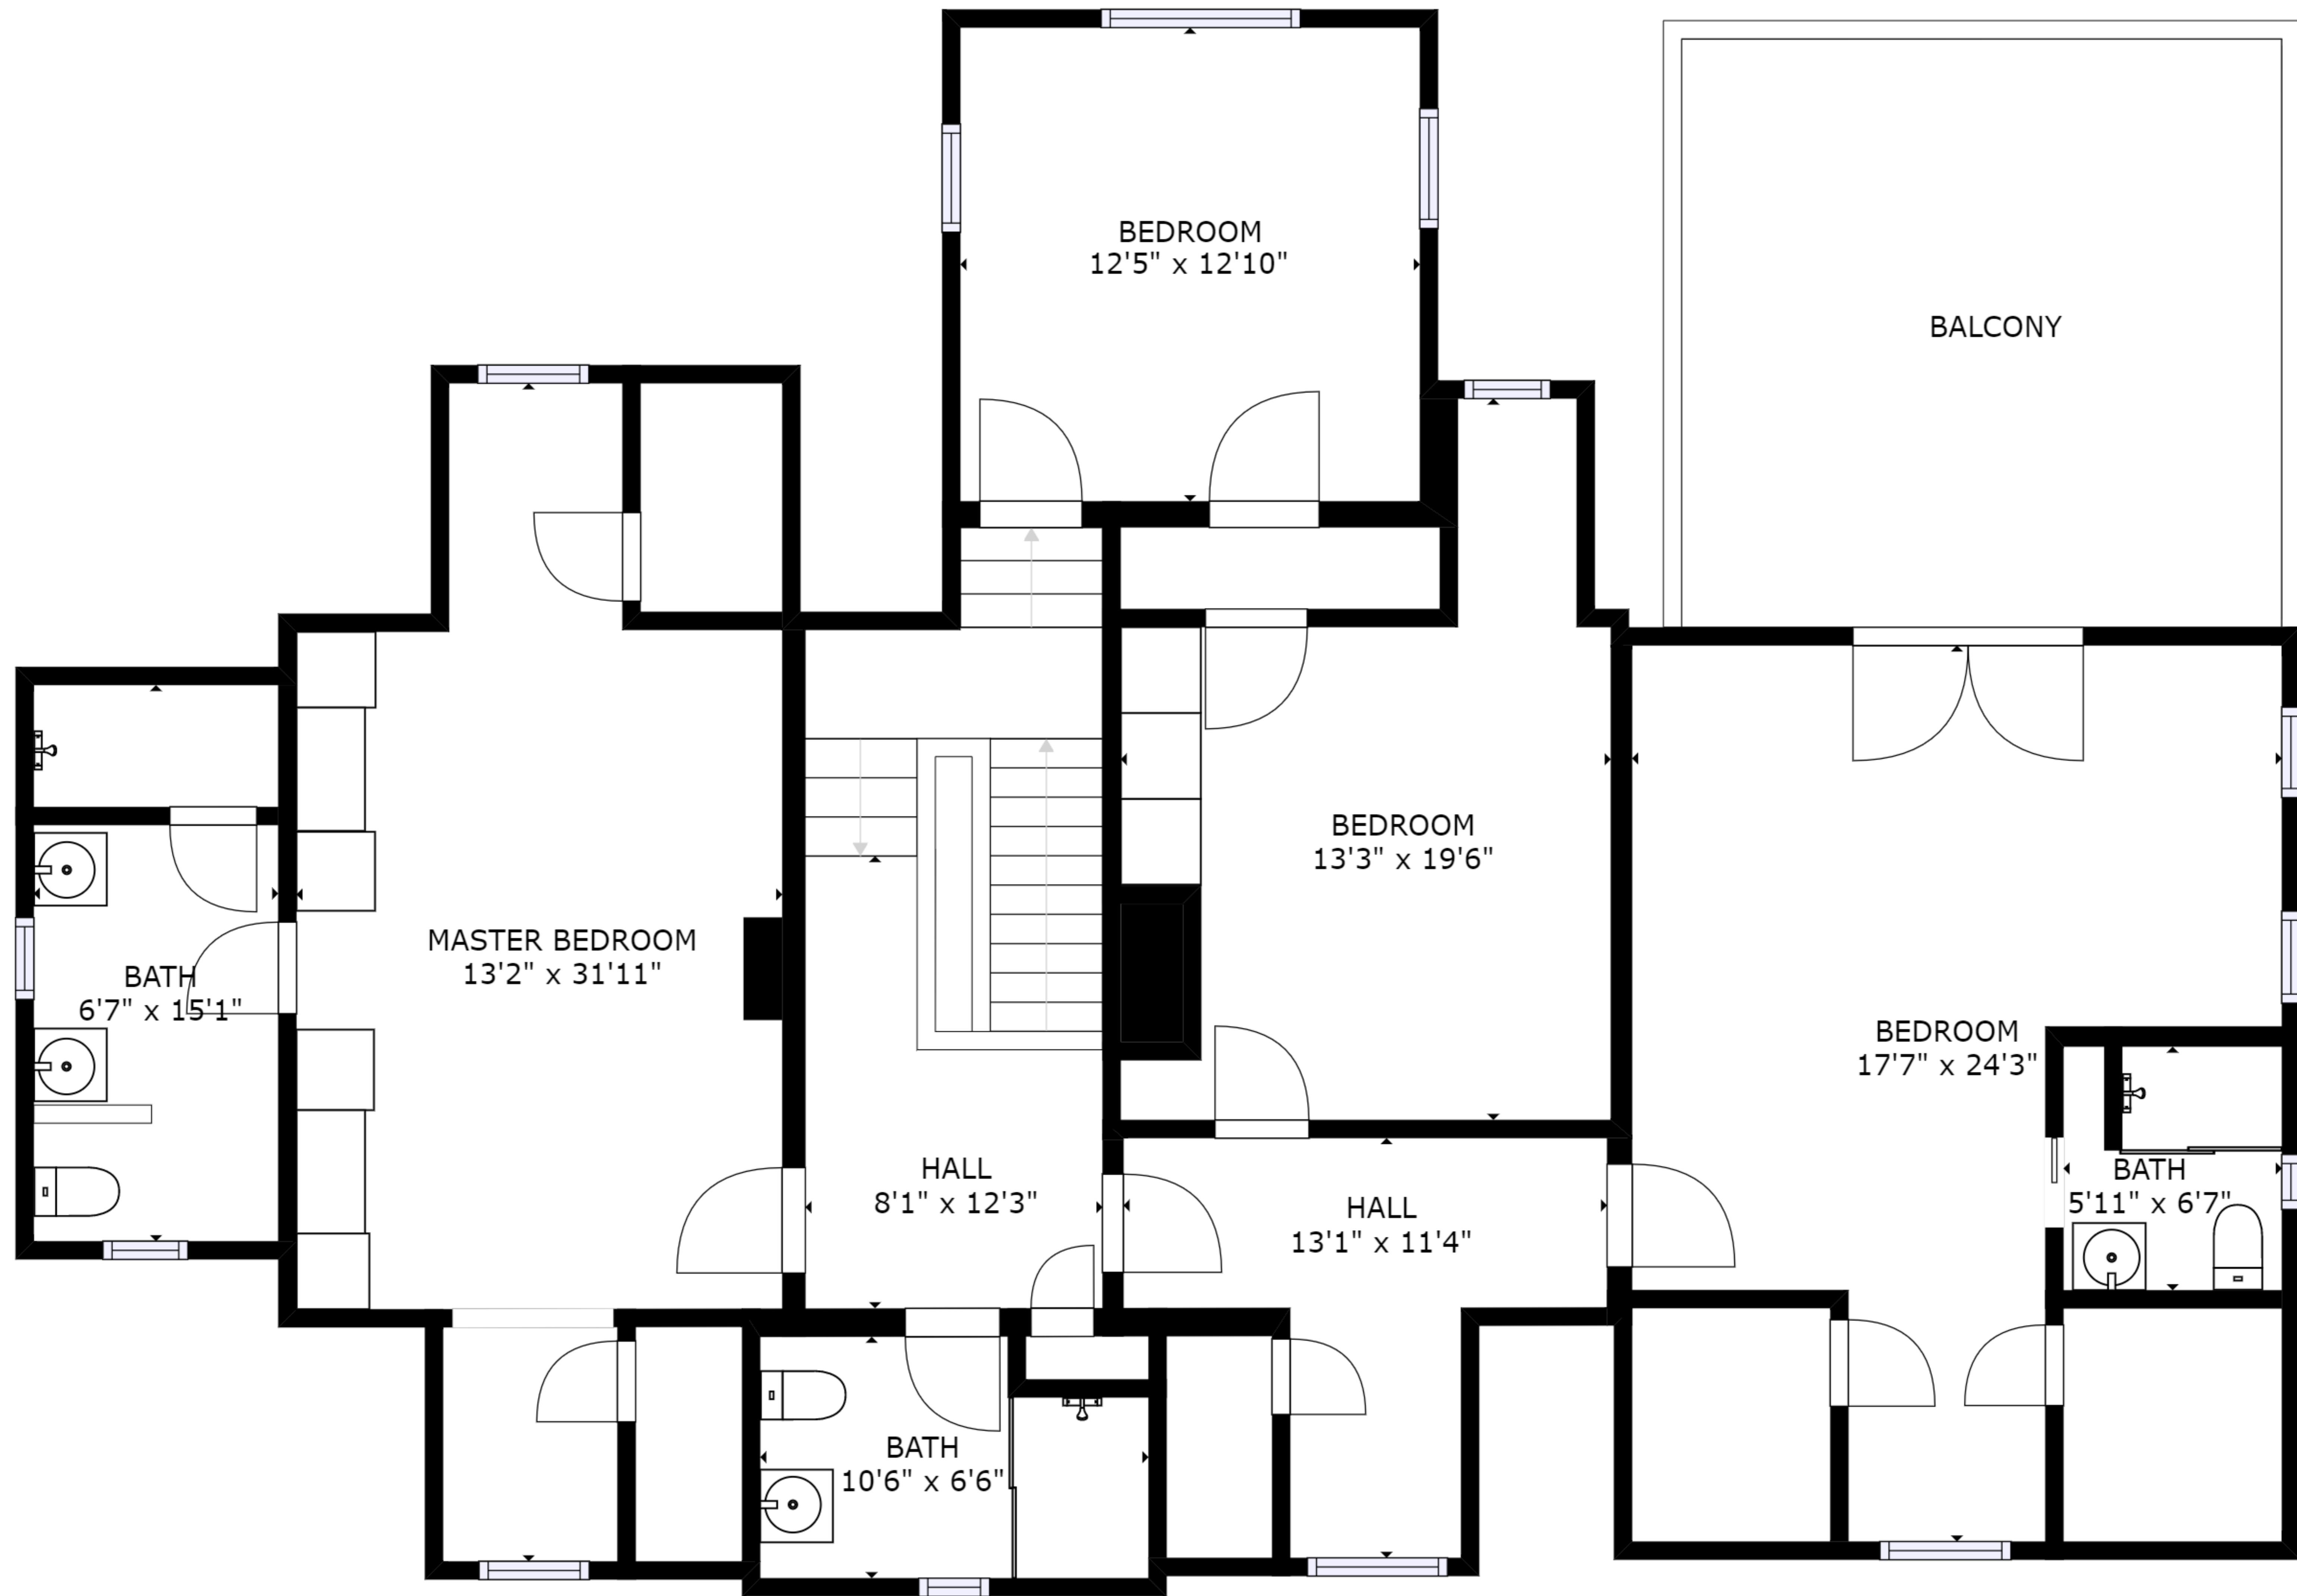 BEDROOM
12'5" x 12'10"
BALCONY
BEDROOM
13'3" x 19'6"
MASTER BEDROOM
13'2" x 31'11"
BATH
6'7" x 15'1"
BEDROOM
17'7" x 24'3"
HALL
8'1" x 12'3"
HALL
13'1" x 11'4"
BATH
5'11" x 6'7"
BATH
10'6" x 6'6"